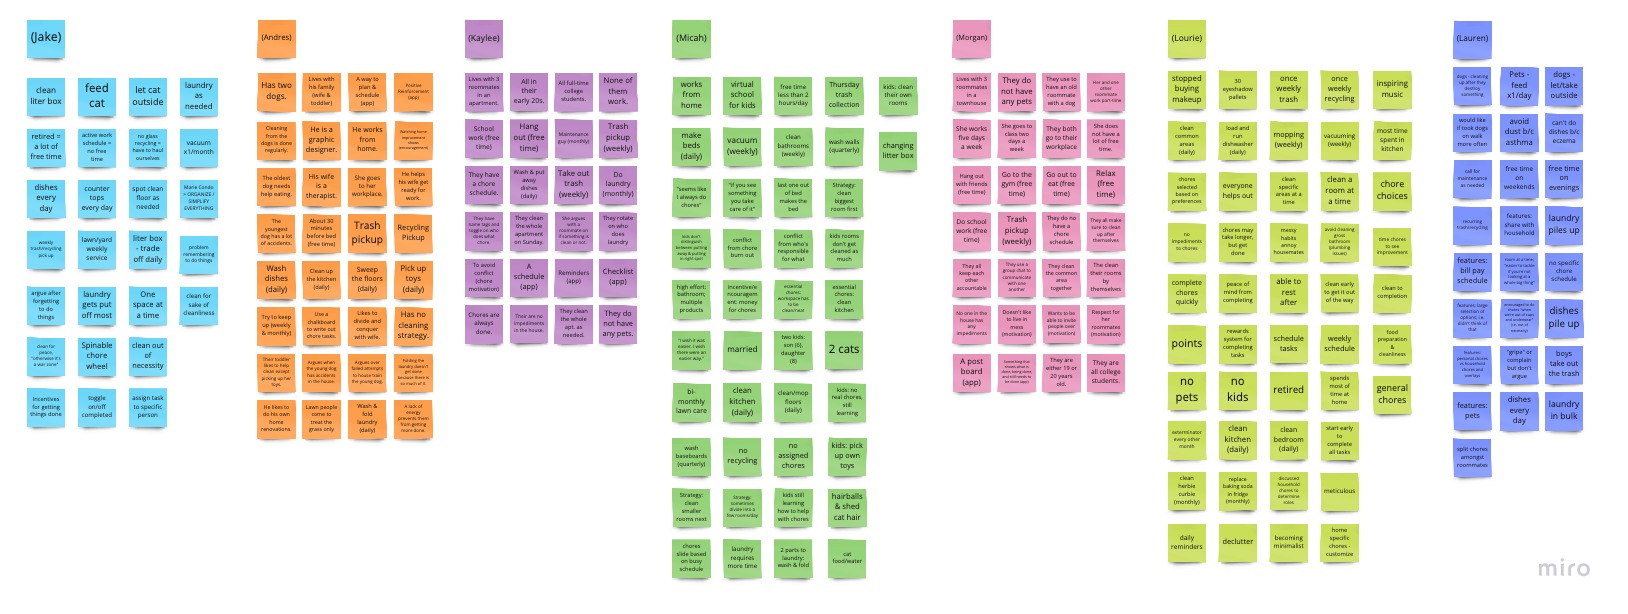 (Jake)
clean
liter box
feed
cat
let cat
outside
laundry
as
needed
retired =
a lot of
free time
active work
schedule =
no free
time
no glass
recycling =
have to haul
ourselves
vacuum
x1/month
dishes
every
day
counter
tops every
day
spot clean
floor as
needed
Marie Condo
= ORGANIZE /
SIMPLIFY
EVERYTHING
weekly
trash/recycling
pick up
lawn/yard
weekly
service
liter box
- trade
off daily
problem
remembering
to do things
argue after
forgetting
to do
things
laundry
gets put
off most
One
space at
a time
clean for
sake of
cleanliness
clean for
peace,
"otherwise it's
a war zone"
Spinable
chore
wheel
clean out
of
necessity
Incentives
for getting
things done
toggle
on/off
completed
assign task
to specific
person
(Andres)
Has two
dogs.
Lives with
his family
(wife &
toddler)
A way to
plan &
schedule
(app)
Positive
Reinforcement
(app)
Cleaning
from the
dogs is done
regularly.
He is a
graphic
designer.
He works
from
home.
The oldest
dog needs
help eating.
His wife
is a
therapist.
She goes
to her
workplace.
He helps
his wife get
ready for
work.
The
youngest
dog has a lot
of accidents.
About 30
minutes
before bed
(free time)
Trash
pickup
Recycling
Pickup
Wash
dishes
(daily)
Clean up
the kitchen
(daily)
Sweep
the floors
(daily)
Pick up
toys
(daily)
Try to keep
up (weekly
& monthly)
Use a
chalkboard
to write out
chore tasks.
Likes to
divide and
conquer
with wife.
Has no
cleaning
strategy.
Their toddler
likes to help
clean except
picking up her
toys.
Argues when
the young dog
has accidents
in the house.
Argues over
failed attempts
to house train
the young dog.
Folding the
laundry doesn't
get done
because there is
so much of it.
He likes to
do his own
home
renovations.
Lawn people
come to
treat the
grass only
Wash &
fold
laundry
(daily)
A lack of
energy
prevents them
from getting
more done.
(Kaylee)
Lives with 3
roommates
in an
apartment.
All in
their
early 20s.
All full-time
college
students.
None of
them
work.
School
work (free
time)
Hang
out (free
time)
Maintenance
guy (monthly)
Trash
pickup
(weekly)
They have
a chore
schedule.
Wash & put
away
dishes
(daily)
Take out
trash
(weekly)
Do
laundry
(monthly)
They have
name tags and
toggle on who
does what
chore.
They clean
the whole
apartment
on Sunday.
She argues
with a
roommate on
if something is
clean or not.
They rotate
on who
does
laundry
To avoid
conflict
(chore
motivation)
A
schedule
(app)
Reminders
(app)
Checklist
(app)
Chores are
always
done.
Their are no
impediments
in the house.
They clean
the whole
apt. as
needed.
They do
not have
any pets.
(Micah)
works
from
home
virtual
school
for kids
free time
less than 2
hours/day
Thursday
trash
collection
kids: clean
their own
rooms
make
beds
(daily)
vacuum
(weekly)
clean
bathrooms
(weekly)
wash walls
(quarterly)
changing
litter box
"seems like
I always do
chores"
"If you see
something
you take
care of it"
last one out
of bed
makes the
bed
Strategy:
clean
biggest
room first
conflict
from chore
burn out
conflict
from who's
responsible
for what
kids rooms
don't get
cleaned as
much
high effort:
bathroom;
multiple
products
incentive/e
ncouragem
ent: money
for chores
essential
chores:
workspace has
to be
clean/neat
essential
chores:
clean
kitchen
"I wish it was
easier. I wish
there were an
easier way."
married
two kids:
son (6),
daughter
(8)
2 cats
bi-
monthly
lawn care
clean
kitchen
(daily)
clean/mop
floors
(daily)
kids: no
real chores,
still
learning
wash
baseboards
(quarterly)
no
recycling
no
assigned
chores
kids: pick
up own
toys
Strategy:
clean
smaller
rooms next
Strategy:
sometimes
divide into a
few rooms/day
kids still
learning
how to help
with chores
hairballs
& shed
cat hair
chores
slide based
on busy
schedule
laundry
requires
more time
2 parts to
laundry:
wash & fold
cat
food/water
(Morgan)
Lives with 3
roommates
in a
townhouse
They do
not have
any pets
They use to
have an old
roommate
with a dog
Her and one
other
roommate
work part-time
She works
five days
a week
She goes to
class two
days a
week
They both
go to their
workplace
She does
not have a
lot of free
time.
Hang out
with friends
(free time)
Go to the
gym (free
time)
Go out to
eat (free
time)
Relax
(free
time)
Do school
work (free
time)
Trash
pickup
(weekly)
They do no
have a
chore
schedule
They all make
sure to clean
up after
themselves
They all
keep each
other
accountable
They use a
group chat to
communicate
with one
another
They clean
the common
area
together
The clean
their rooms
by
themselves
No one in the
house has
any
impediments
Doesn't like
to live in
mess
(motivation)
Wants to be
able to invite
people over
(motivation)
Respect for
her
roommates
(motivation)
A post
board
(app)
Something that
shows what is
done, being done,
and still needs to
be done (app)
They are
either 19 or
20 years
old.
They are
all college
students.
(Lourie)
stopped
buying
makeup
30
eyeshadow
pallets
once
weekly
trash
once
weekly
recycling
inspiring
music
clean
common
areas
(daily)
load and
run
dishwasher
(daily)
mopping
(weekly)
vacuuming
(weekly)
most time
spent in
kitchen
chores
selected
based on
preferences
everyone
helps out
clean
specific
areas at a
time
clean a
room at
a time
chore
choices
no
impediments
to chores
chores
may take
longer, but
get done
messy
habits
annoy
housemates
avoid cleaning
gross
bathroom
(plumbing
issues)
time chores
to see
improvement
complete
chores
quickly
peace of
mind from
completing
able to
rest
after
clean early
to get it out
of the way
clean to
completion
points
rewards
system for
completing
tasks
schedule
tasks
weekly
schedule
food
preparation
&
cleanliness
no
pets
no
kids
retired
spends
most of
time at
home
general
chores
exterminator
every other
month
clean
kitchen
(daily)
clean
bedroom
(daily)
start early
to
complete
all tasks
clean
herbie
curbie
(monthly)
replace
baking soda
in fridge
(monthly)
discussed
household
chores to
determine
roles
meticulous
daily
reminders
declutter
becoming
minimalist
home
specific
chores -
customize
(Lauren)
dogs - cleaning
up after they
destroy
something
Pets -
feed
x1/day
dogs -
let/take
outside
would like
if took dogs
on walk
more often
avoid
dust b/c
asthma
can't do
dishes b/c
eczema
call for
maintenance
as needed
free time
on
weekends
free time
on
evenings
recurring
trash/recycling
features:
share with
household
laundry
piles up
features:
bill pay
schedule
no specific
chore
schedule
features: large
selection of
options; i.e.
didn't think of
that
dishes
pile up
features:
personal chores
or household
chores and
overlays
"gripe" or
complain
but don't
argue
boys
take out
the trash
features:
pets
dishes
every
day
laundry
in bulk
split chores
amongst
roommates
miro